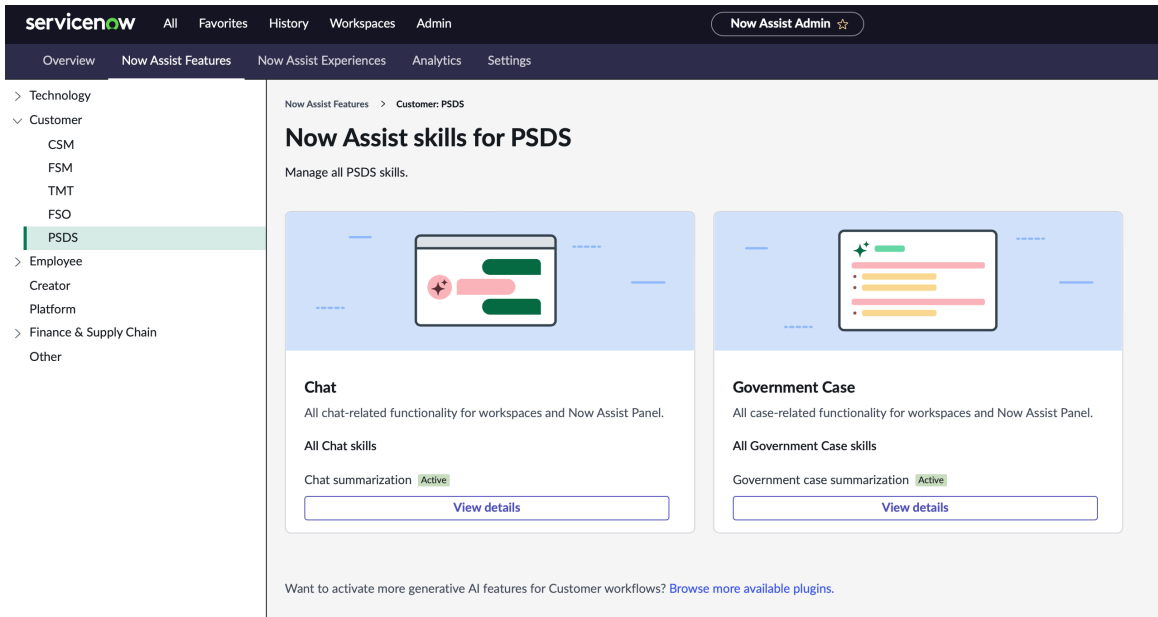 servicenow All Favorites History Workspaces Admin Now Assist Admin
Overview Now Assist Features Now Assist Experiences Analytics Settings
Technology
Customer
CSM
FSM
TMT
FSO
PSDS
Employee
Creator
Platform
Finance & Supply Chain
Other
Now Assist Features > Customer: PSDS
Now Assist skills for PSDS
Manage all PSDS skills.
Chat
All chat-related functionality for workspaces and Now Assist Panel.
All Chat skills
Chat summarization Active
View details
Government Case
All case-related functionality for workspaces and Now Assist Panel.
All Government Case skills
Government case summarization Active
View details
Want to activate more generative AI features for Customer workflows? Browse more available plugins.